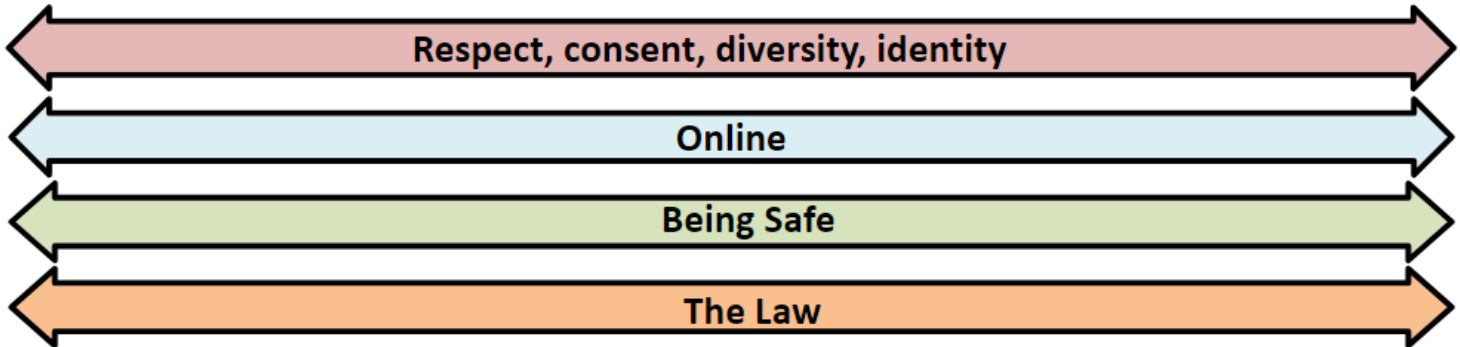 Respect, consent, diversity, identity
Online
Being Safe
The Law